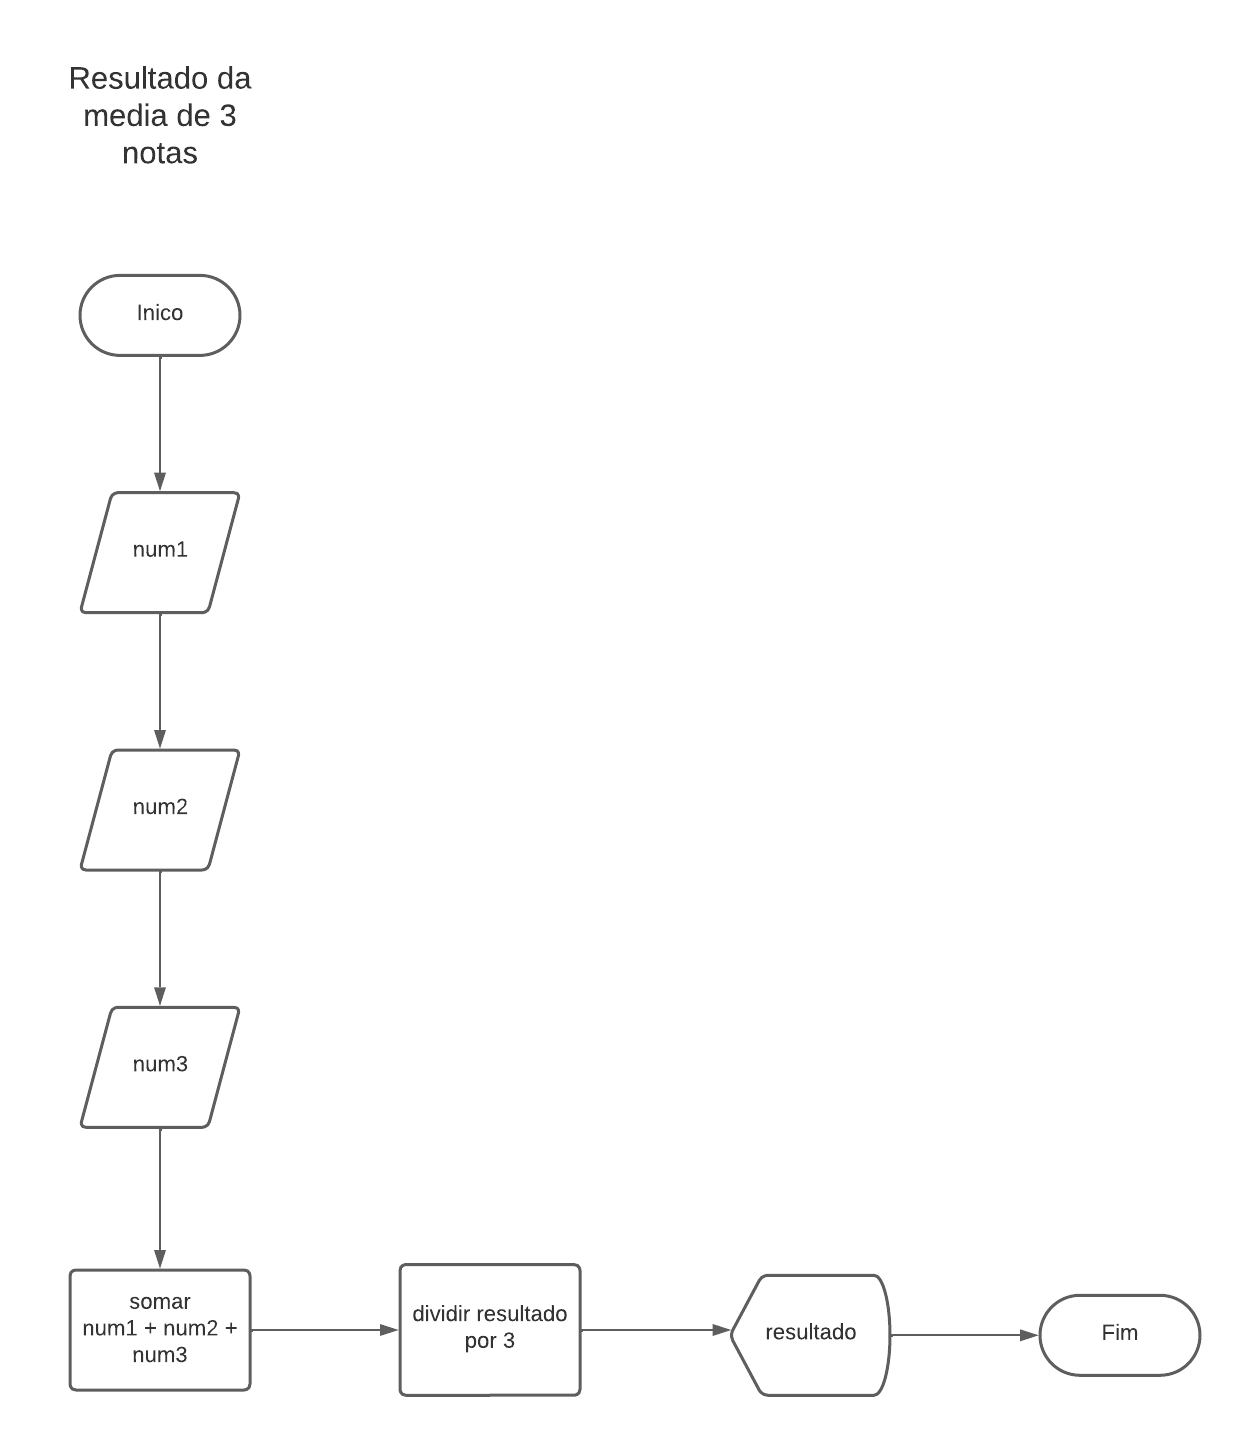 Resultado da
media de 3
notas
Inico
num1
num2
num3
somar
num1 + num2 +
num3
dividir resultado
por 3
resultado
Fim